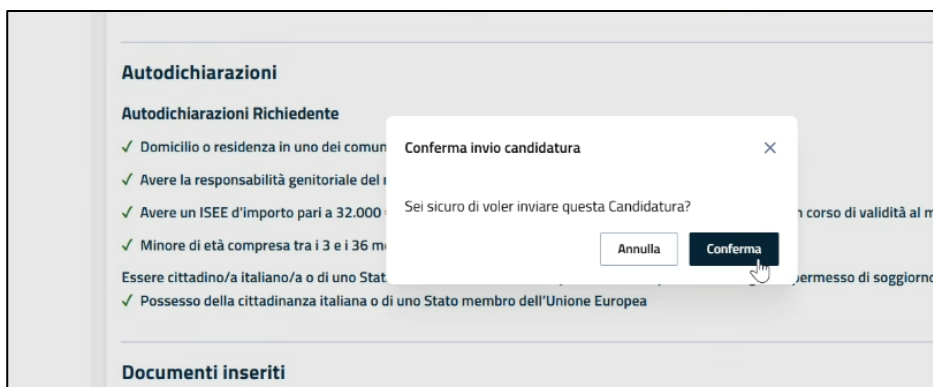 Autodichiarazioni
Autodichiarazioni Richiedente
✓ Domicilio o residenza in uno dei comun
✓ Avere la responsabilità genitoriale del
✓ Avere un ISEE d'importo pari a 32.000
n corso di validità al m
✓ Minore di età compresa tra i 3 e i 36 m
Essere cittadino/a italiano/a o di uno Stat
permesso di soggiorno
✓ Possesso della cittadinanza italiana o di uno Stato membro dell'Unione Europea
Documenti inseriti
Conferma invio candidatura
Sei sicuro di voler inviare questa Candidatura?
Annulla
Conferma